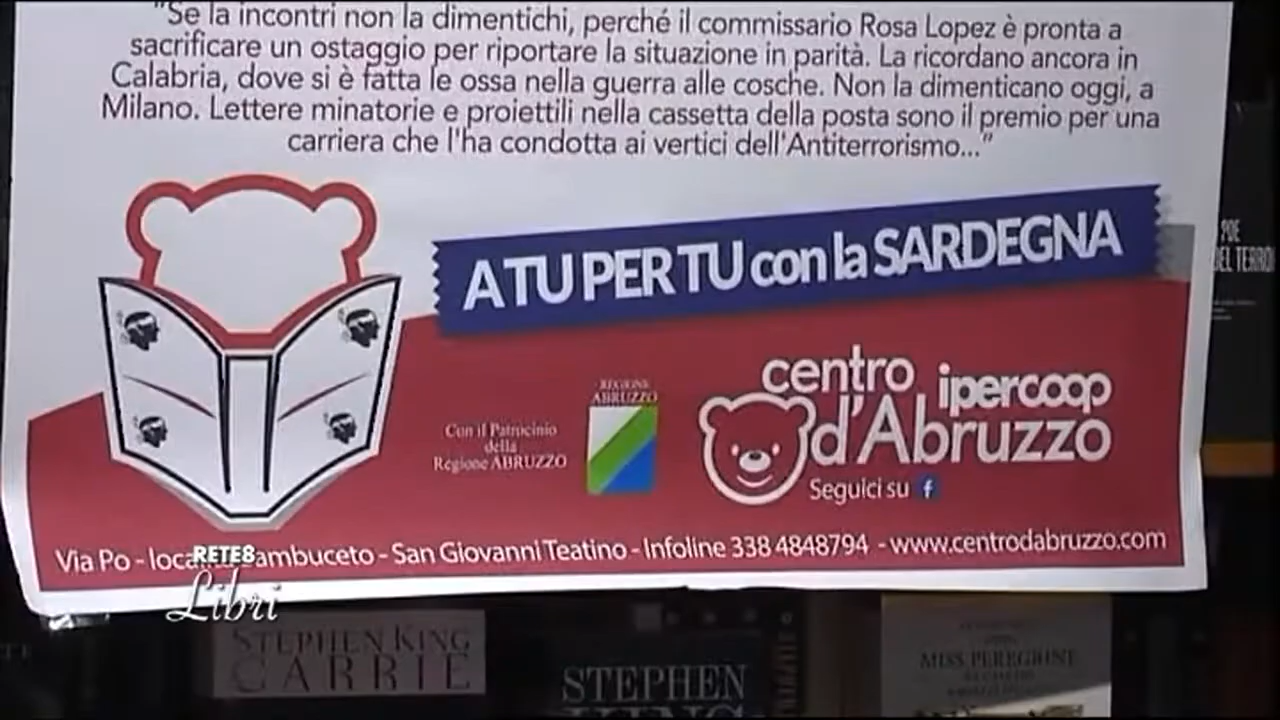 "Se la incontri non la dimentichi, perché il commissario Rosa Lopez è pronta a
sacrificare un ostaggio per riportare la situazione in parità. La ricordano ancora in
Calabria, dove si è fatta le ossa nella guerra alle cosche. Non la dimenticano oggi, a
Milano. Lettere minatorie e proiettili nella cassetta della posta sono il premio per una
carriera che l'ha condotta ai vertici dell'Antiterrorismo..."
A TU PER TU con la SARDEGNA
Con il Patrocinio
della
Regione ABRUZZO
REGIONE
ABRUZZO
centro
ipercoop
d'Abruzzo
Seguici su f
Via Po - loca ambuceto - San Giovanni Teatino - Infoline 338 4848794 - www.centrodabruzzo.com
RETE8
Libri
STEPHEN KING
CARRIE
STEPHEN
KING
MISS PEREGRINE
POE
DEL